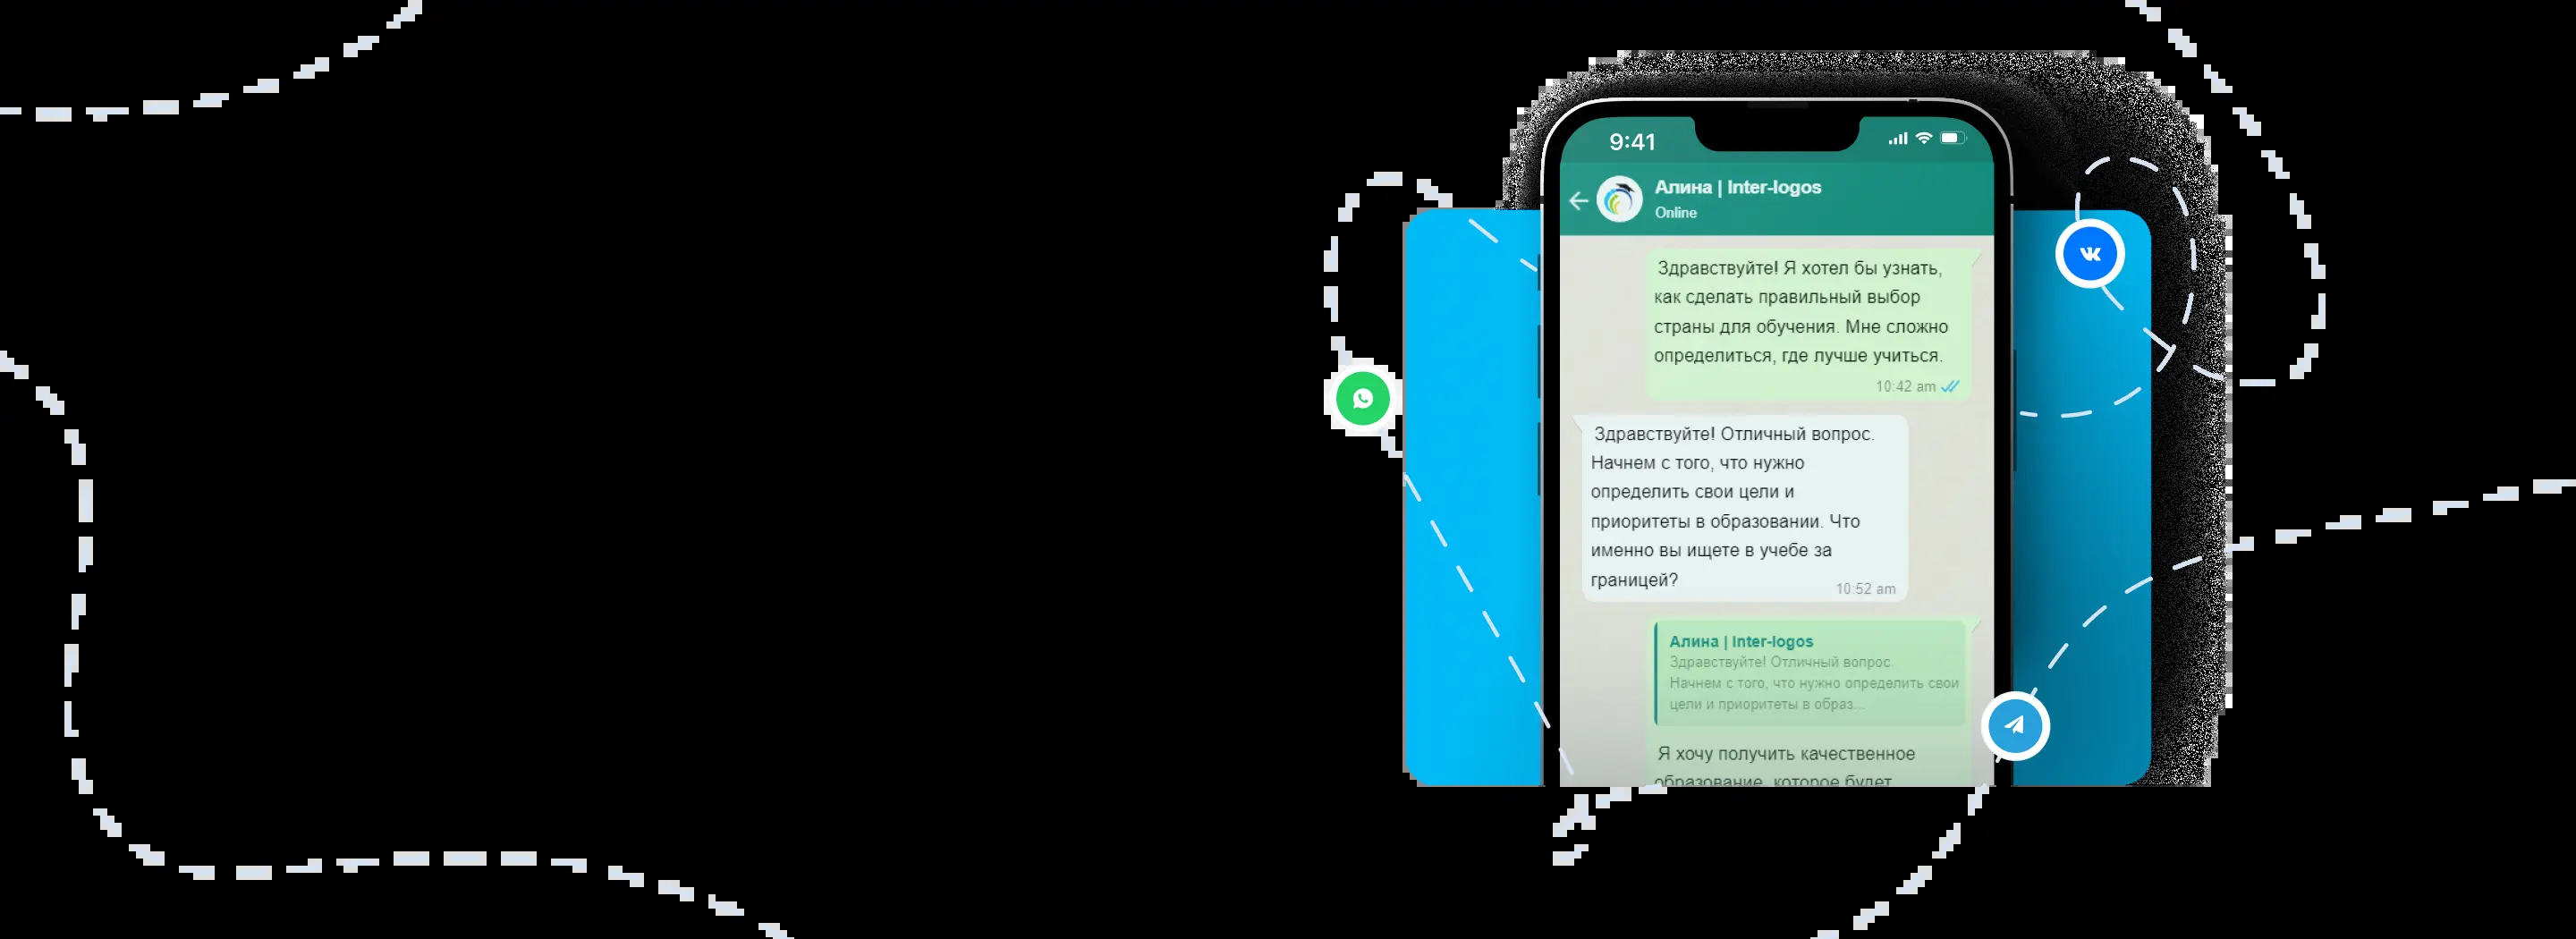 9:41
Алина | Inter-logos
Online
Здравствуйте! Я хотел бы узнать,
как сделать правильный выбор
страны для обучения. Мне сложно
определиться, где лучше учиться.
10:42 am
Здравствуйте! Отличный вопрос.
Начнем с того, что нужно
определить свои цели и
приоритеты в образовании. Что
именно вы ищете в учебе за
границей?
10:52 am
Алина | Inter-logos
Здравствуйте! Отличный вопрос.
Начнем с того, что нужно определить свои
цели и приоритеты в образ...
Я хочу получить качественное
образование, которое будет